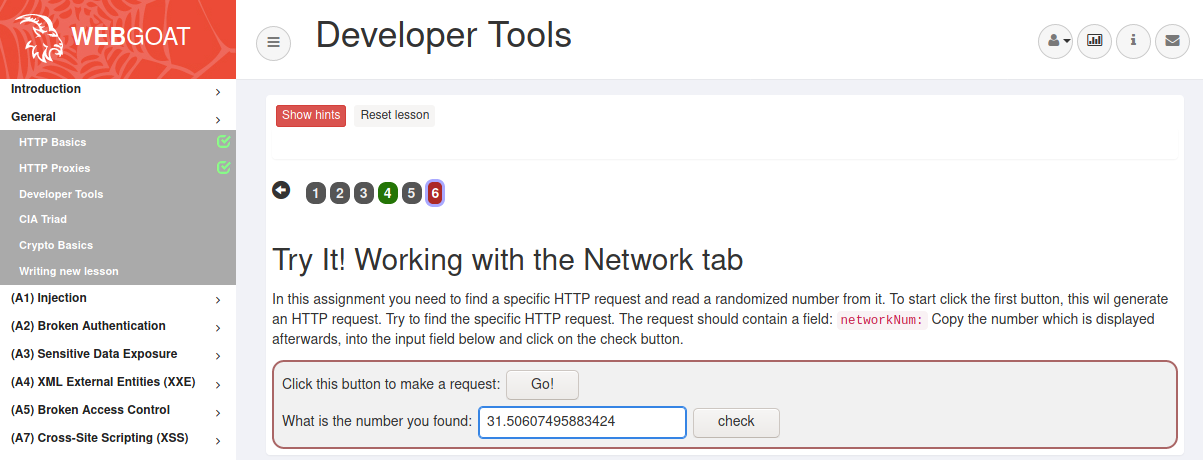 WEBGOAT
Developer Tools
Introduction
General
HTTP Basics
HTTP Proxies
Developer Tools
CIA Triad
Crypto Basics
Writing new lesson
(A1) Injection
(A2) Broken Authentication
(A3) Sensitive Data Exposure
(A4) XML External Entities (XXE)
(A5) Broken Access Control
(A7) Cross-Site Scripting (XSS)
Show hints Reset lesson
1 2 3 4 5 6
Try It! Working with the Network tab
In this assignment you need to find a specific HTTP request and read a randomized number from it. To start click the first button, this wil generate
an HTTP request. Try to find the specific HTTP request. The request should contain a field: networkNum: Copy the number which is displayed
afterwards, into the input field below and click on the check button.
Click this button to make a request: Go!
What is the number you found: 31.50607495883424 check